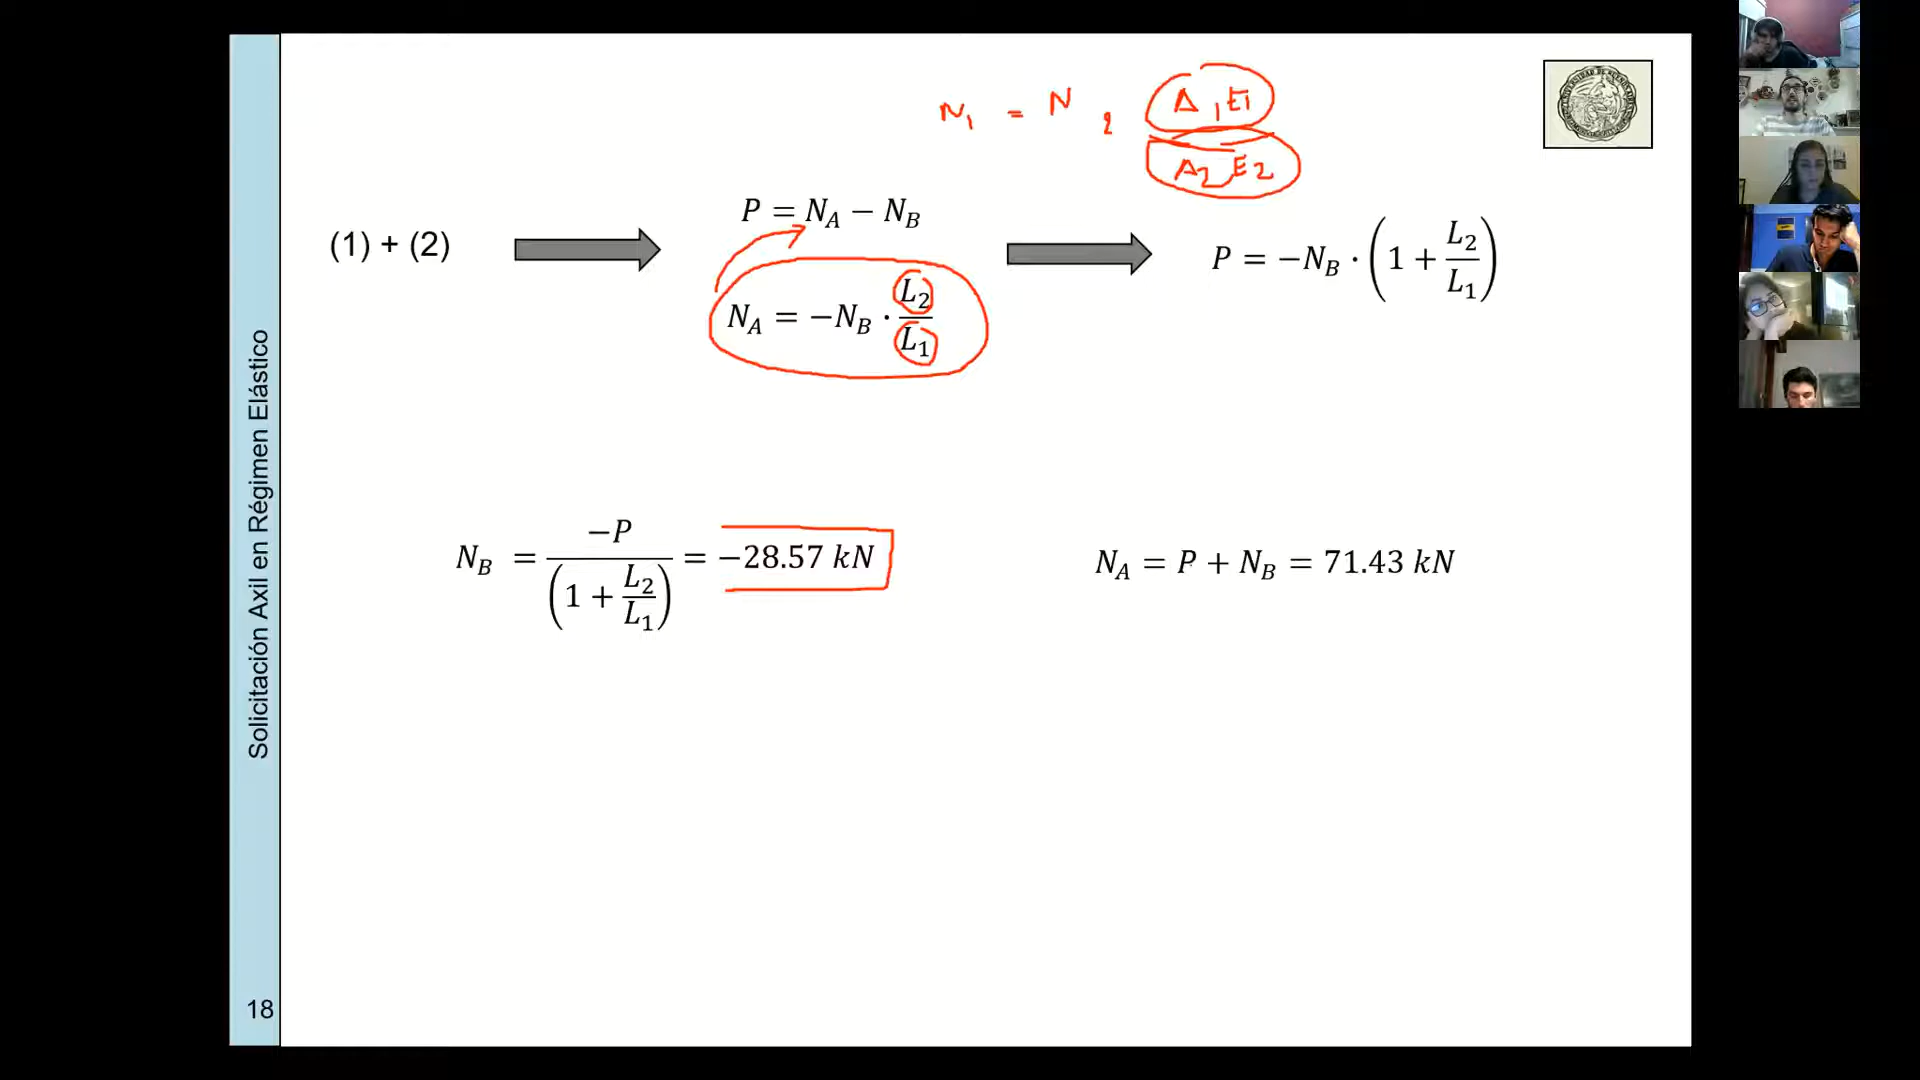 N₁ = N₂ A₁E₁ / A₂E₂
P = N_A − N_B
(1) + (2)
N_A = −N_B · L₂/L₁
P = −N_B · (1 + L₂/L₁)
N_B = −P / (1 + L₂/L₁) = −28.57 kN
N_A = P + N_B = 71.43 kN
Solicitación Axil en Régimen Elástico
18